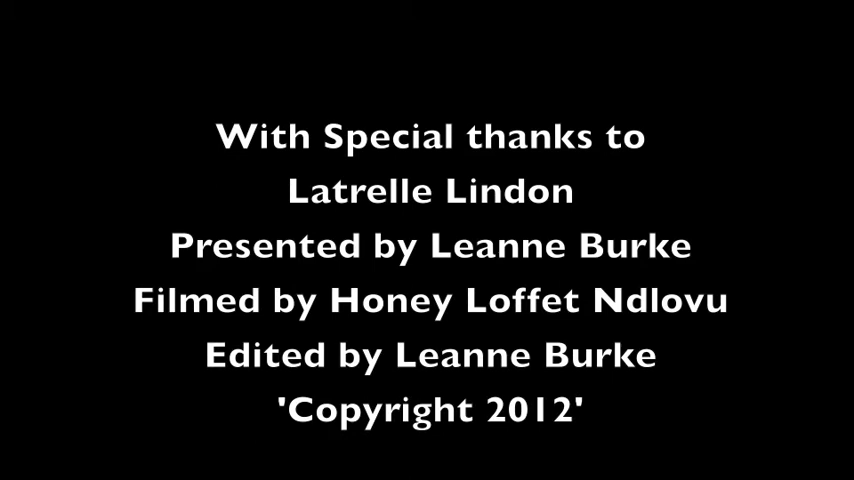 With Special thanks to
Latrelle Lindon
Presented by Leanne Burke
Filmed by Honey Loffet Ndlovu
Edited by Leanne Burke
'Copyright 2012'